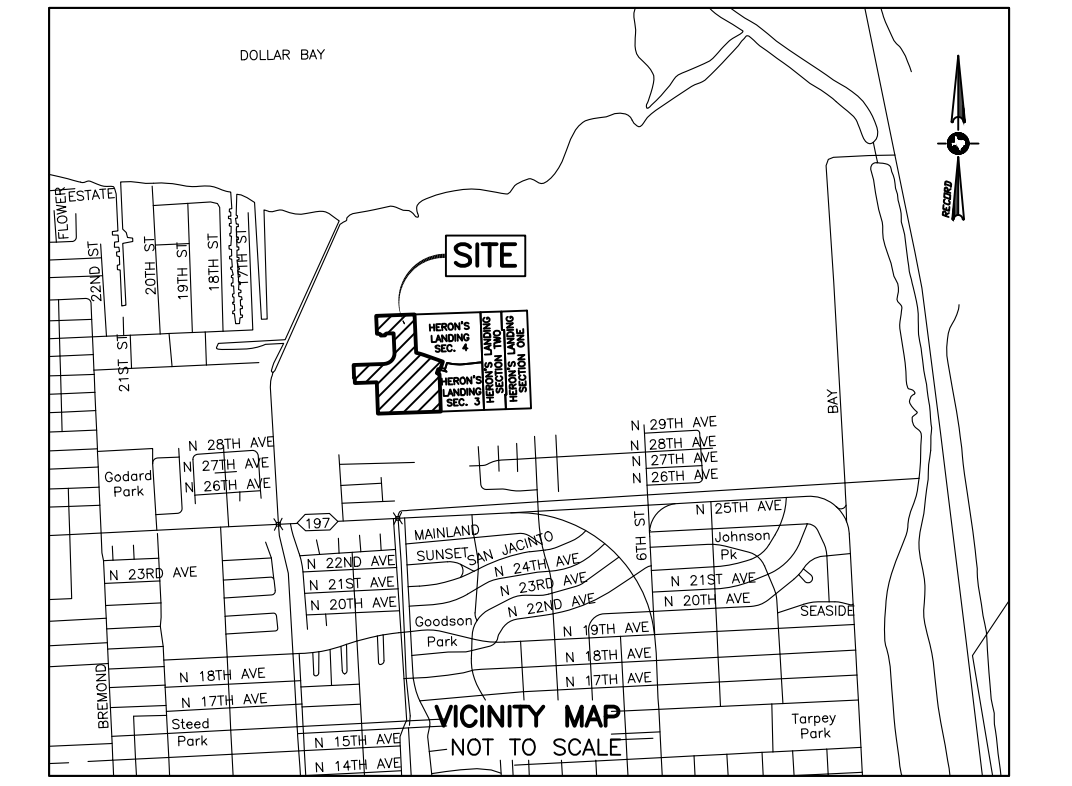 DOLLAR BAY
RECORD
FLOWER
ESTATE
22ND ST
21ST ST
20TH ST
19TH ST
18TH ST
17TH ST
SITE
HERON'S
LANDING
SEC. 4
HERON'S
LANDING
SEC. 3
HERON'S LANDING
SECTION TWO
HERON'S LANDING
SECTION ONE
BAY
N 29TH AVE
N 28TH AVE
N 27TH AVE
N 26TH AVE
N 28TH AVE
N 27TH AVE
N 26TH AVE
Godard
Park
197
6TH ST
N 25TH AVE
MAINLAND
SUNSET
SAN JACINTO
Johnson
Pk
N 24TH AVE
N 23RD AVE
N 22ND AVE
N 23RD AVE
N 22ND AVE
N 21ST AVE
N 20TH AVE
N 21ST AVE
N 20TH AVE
SEASIDE
Goodson
Park
N 19TH AVE
N 18TH AVE
N 17TH AVE
BREMOND
N 18TH AVE
N 17TH AVE
Steed
Park
N 15TH AVE
N 14TH AVE
Tarpey
Park
VICINITY MAP
NOT TO SCALE